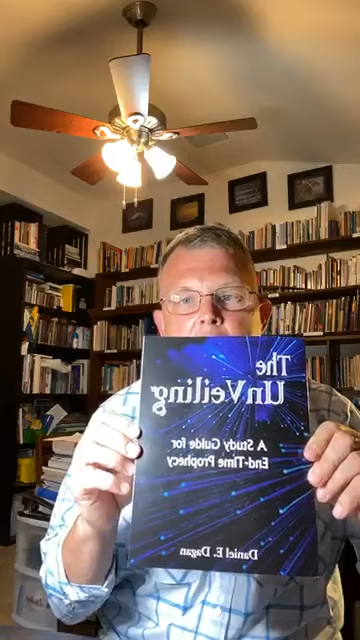 The
UnVeiling
A Study Guide for
End-Time Prophecy
Daniel E. Dagan